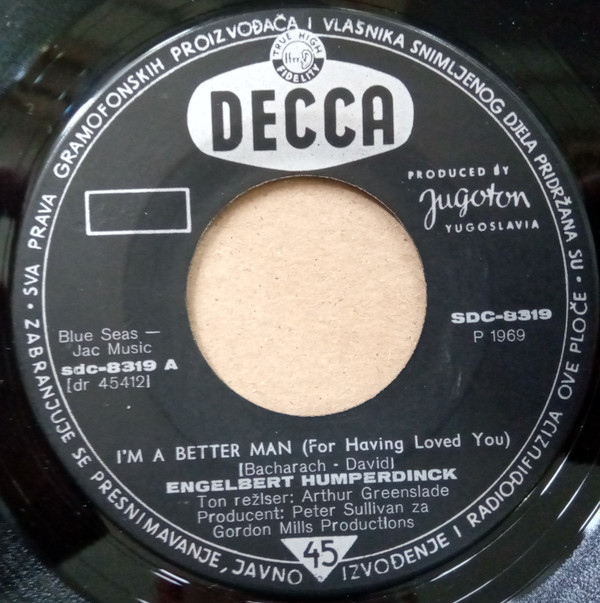 • SVA PRAVA GRAMOFONSKIH PROIZVOĐAČA I VLASNIKA SNIMLJENOG DJELA PRIDRŽANA SU •
ZABRANJUJE SE PRESNIMAVANJE, JAVNO IZVOĐENJE I RADIO-DIFUZIJA OVE PLOČE
TRUE HIGH
FIDELITY
DECCA
PRODUCED BY
Jugoton
YUGOSLAVIA
SDC-8319
P 1969
Blue Seas –
Jac Music
sdc-8319 A
[dr 45412]
I'M A BETTER MAN (For Having Loved You)
[Bacharach - David]
ENGELBERT HUMPERDINCK
Ton režiser: Arthur Greenslade
Producent: Peter Sullivan za
Gordon Mills Productions
45